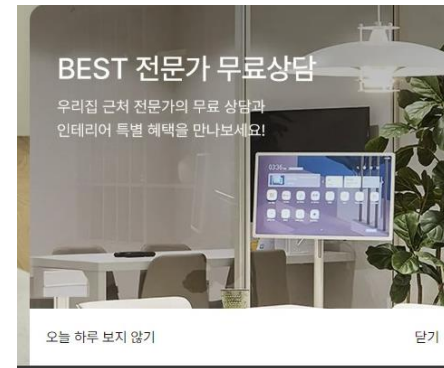 BEST 전문가 무료상담
우리집 근처 전문가의 무료 상담과
인테리어 특별 혜택을 만나보세요!
03:30
오늘 하루 보지 않기
닫기